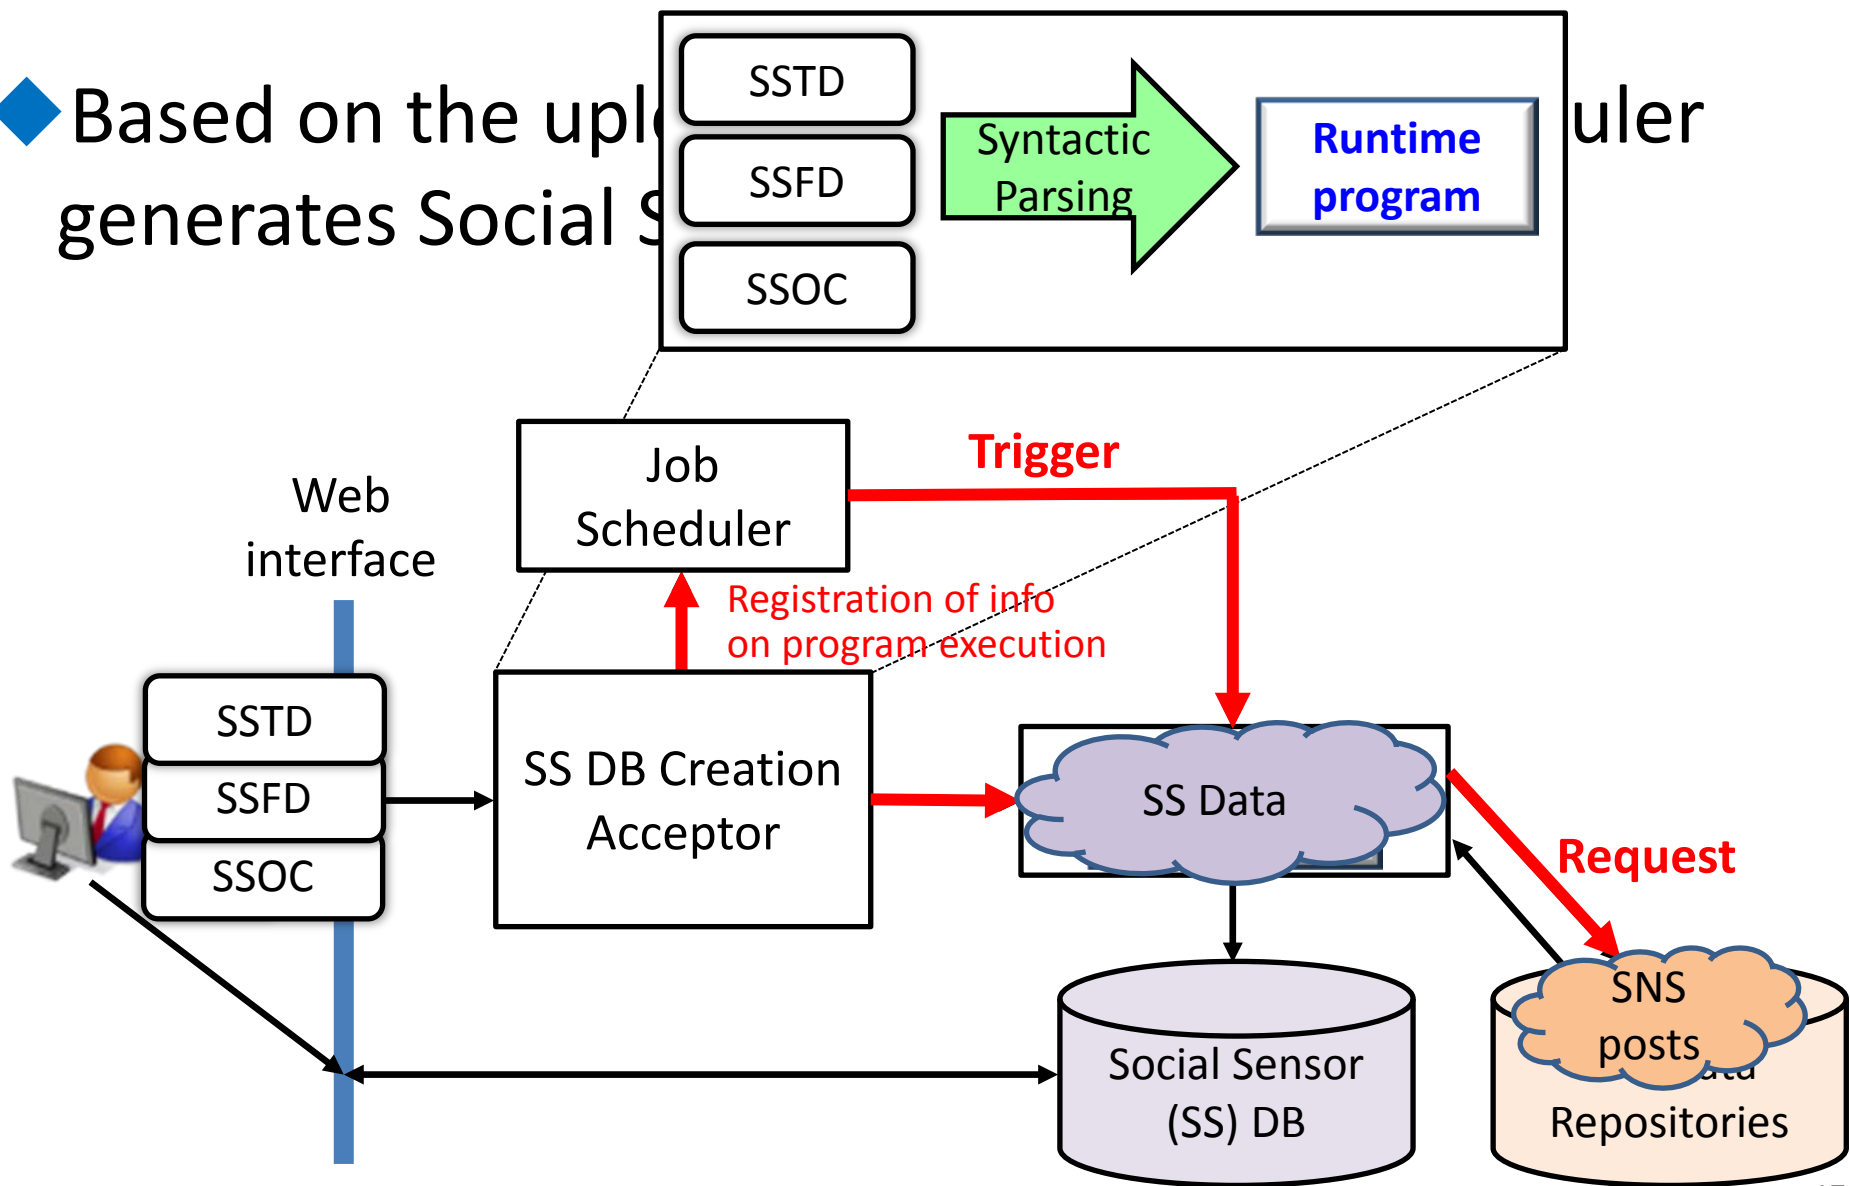 Based on the
uler
generates Social
SSTD
SSFD
SSOC
Syntactic
Parsing
Runtime
program
Job
Scheduler
Trigger
Web
interface
Registration of info
on program execution
SSTD
SSFD
SSOC
SS DB Creation
Acceptor
SS Data
Request
SNS
posts
Social Sensor
(SS) DB
Repositories